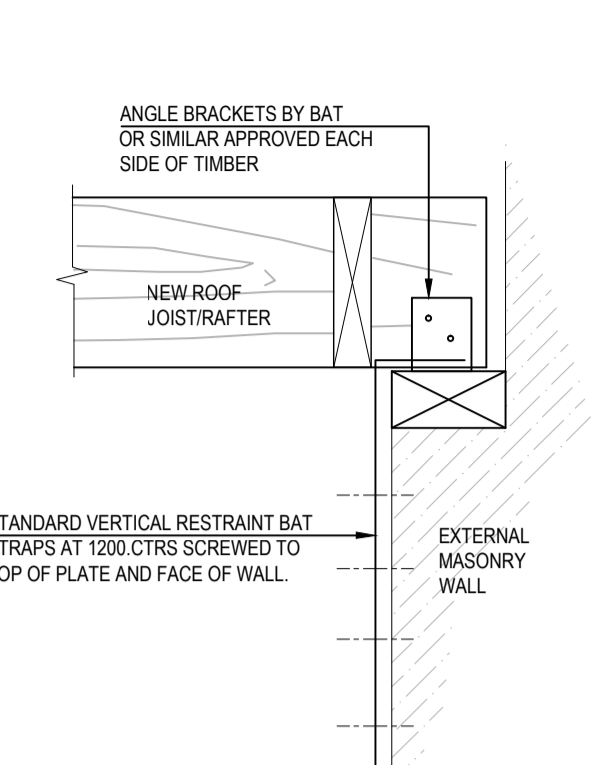 ANGLE BRACKETS BY BAT
OR SIMILAR APPROVED EACH
SIDE OF TIMBER
NEW ROOF
JOIST/RAFTER
TANDARD VERTICAL RESTRAINT BAT
TRAPS AT 1200.CTRS SCREWED TO
OP OF PLATE AND FACE OF WALL.
EXTERNAL
MASONRY
WALL